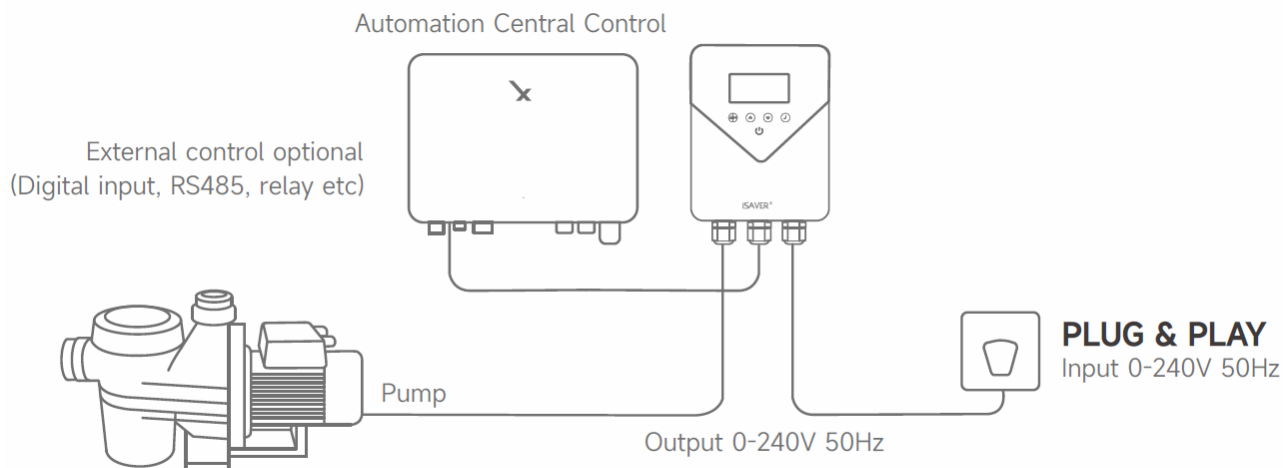 Automation Central Control
External control optional
(Digital input, RS485, relay etc)
iSAVER+
PLUG & PLAY
Input 0-240V 50Hz
Pump
Output 0-240V 50Hz